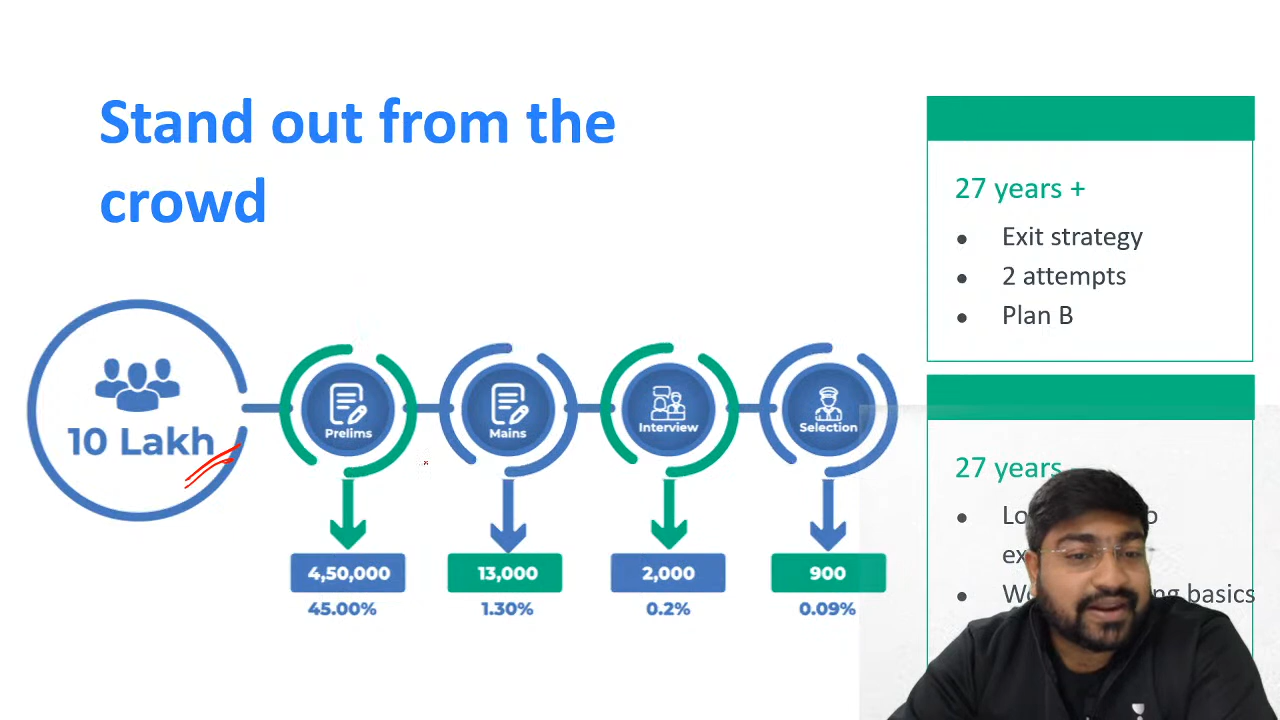 Stand out from the
crowd
10 Lakh
Prelims
Mains
Interview
Selection
4,50,000
13,000
2,000
900
45.00%
1.30%
0.2%
0.09%
27 years +
• Exit strategy
• 2 attempts
• Plan B
27 years
•
•
basics